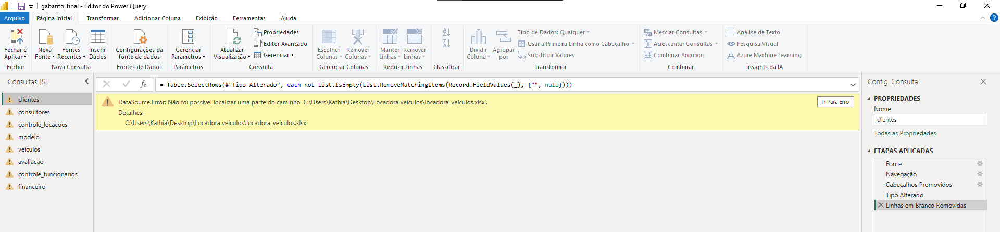 gabarito_final - Editor do Power Query
Arquivo Página Inicial Transformar Adicionar Coluna Exibição Ferramentas Ajuda
Fechar e Aplicar
Fechar
Nova Fonte
Fontes Recentes
Inserir Dados
Nova Consulta
Configurações da fonte de dados
Fontes de Dados
Gerenciar Parâmetros
Parâmetros
Atualizar Visualização
Propriedades
Editor Avançado
Gerenciar
Consulta
Escolher Colunas
Remover Colunas
Gerenciar Colunas
Manter Linhas
Remover Linhas
Reduzir Linhas
A
Z
Z
A
Classificar
Dividir Coluna
Agrupar por
Tipo de Dados: Qualquer
Usar a Primeira Linha como Cabeçalho
1
2
Substituir Valores
Transformar
Mesclar Consultas
Acrescentar Consultas
Combinar Arquivos
Combinar
Análise de Texto
Pesquisa Visual
Azure Machine Learning
Insights da IA
?
Consultas [8]
clientes
consultores
controle_locacoes
modelo
veículos
avaliacao
controle_funcionarios
financeiro
fx
= Table.SelectRows(#"Tipo Alterado", each not List.IsEmpty(List.RemoveMatchingItems(Record.FieldValues(_), {"", null})))
DataSource.Error: Não foi possível localizar uma parte do caminho 'C:\Users\Kathia\Desktop\Locadora veículos\locadora_veículos.xlsx'.
Ir Para Erro
Detalhes:
C:\Users\Kathia\Desktop\Locadora veículos\locadora_veículos.xlsx
Config. Consulta
PROPRIEDADES
Nome
clientes
Todas as Propriedades
ETAPAS APLICADAS
Fonte
Navegação
Cabeçalhos Promovidos
Tipo Alterado
Linhas em Branco Removidas